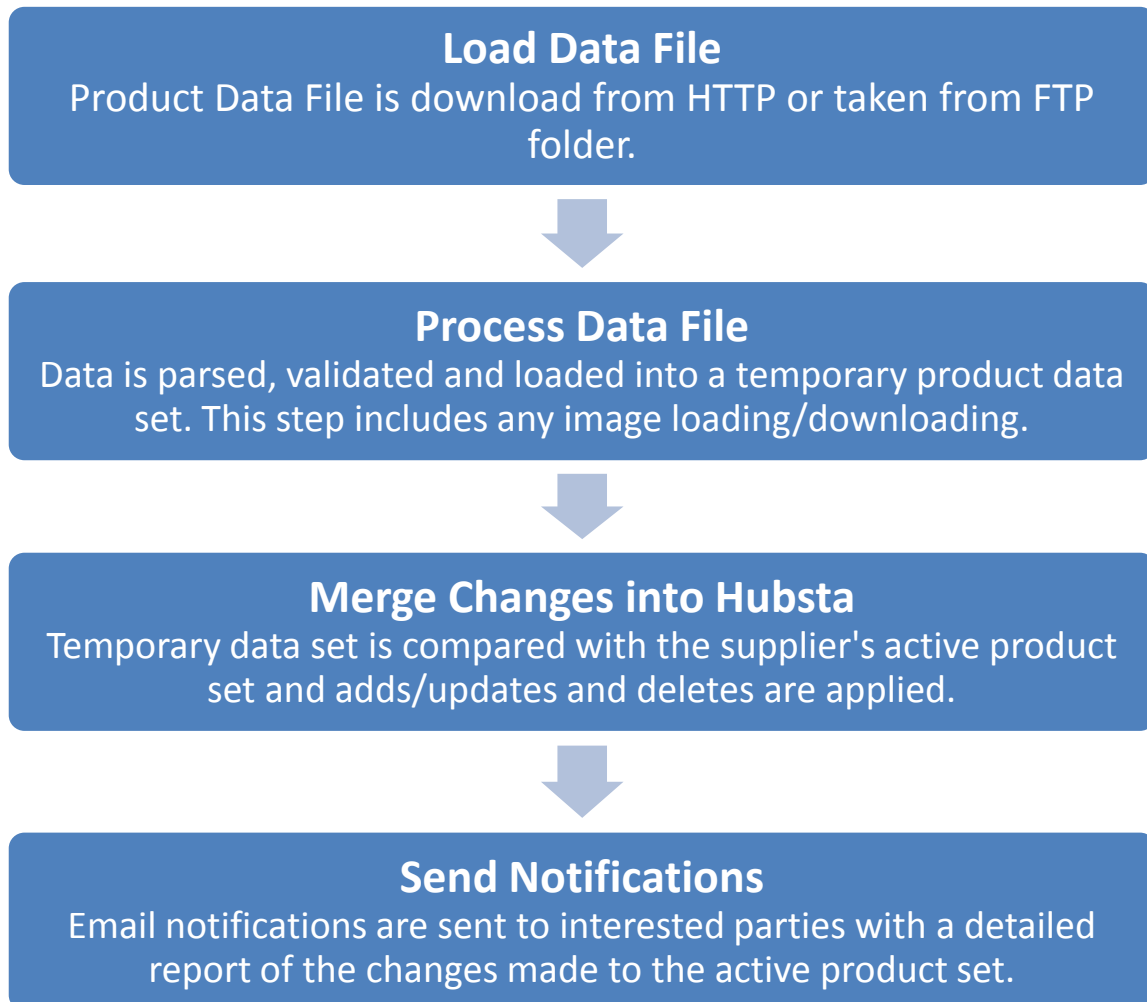 Load Data File
Product Data File is download from HTTP or taken from FTP
folder.
Process Data File
Data is parsed, validated and loaded into a temporary product data
set. This step includes any image loading/downloading.
Merge Changes into Hubsta
Temporary data set is compared with the supplier's active product
set and adds/updates and deletes are applied.
Send Notifications
Email notifications are sent to interested parties with a detailed
report of the changes made to the active product set.